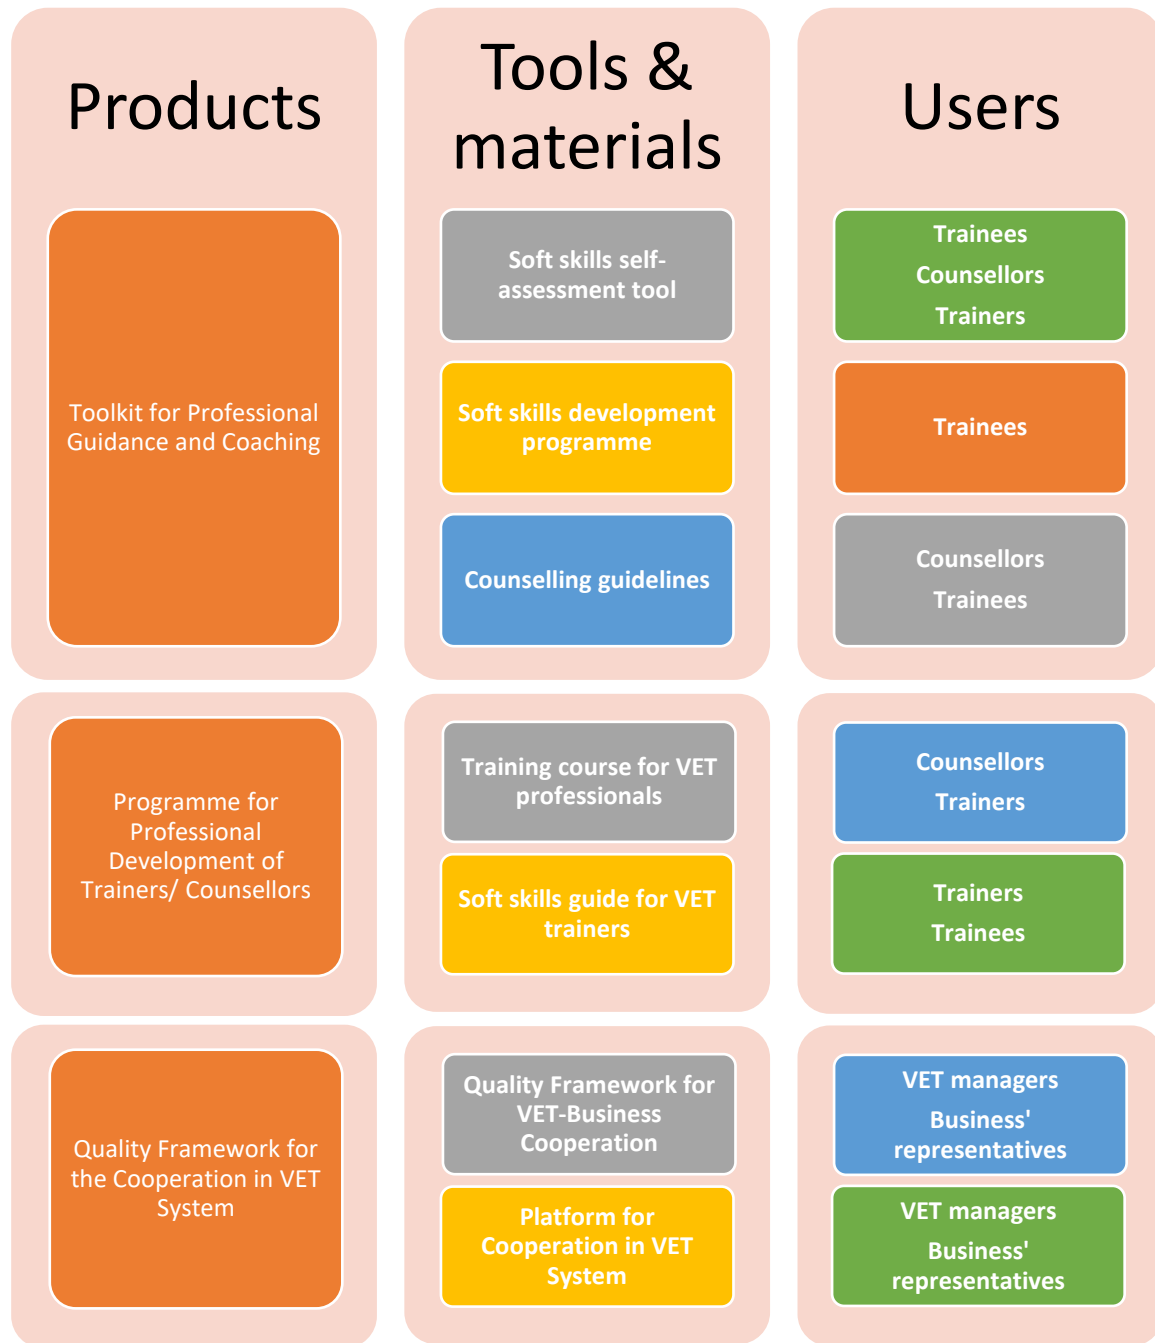 Products
Tools &
materials
Users
Toolkit for Professional
Guidance and Coaching
Soft skills self-
assessment tool
Trainees
Counsellors
Trainers
Soft skills development
programme
Trainees
Counselling guidelines
Counsellors
Trainees
Programme for
Professional
Development of
Trainers/ Counsellors
Training course for VET
professionals
Counsellors
Trainers
Soft skills guide for VET
trainers
Trainers
Trainees
Quality Framework for
the Cooperation in VET
System
Quality Framework for
VET-Business
Cooperation
VET managers
Business'
representatives
Platform for
Cooperation in VET
System
VET managers
Business'
representatives